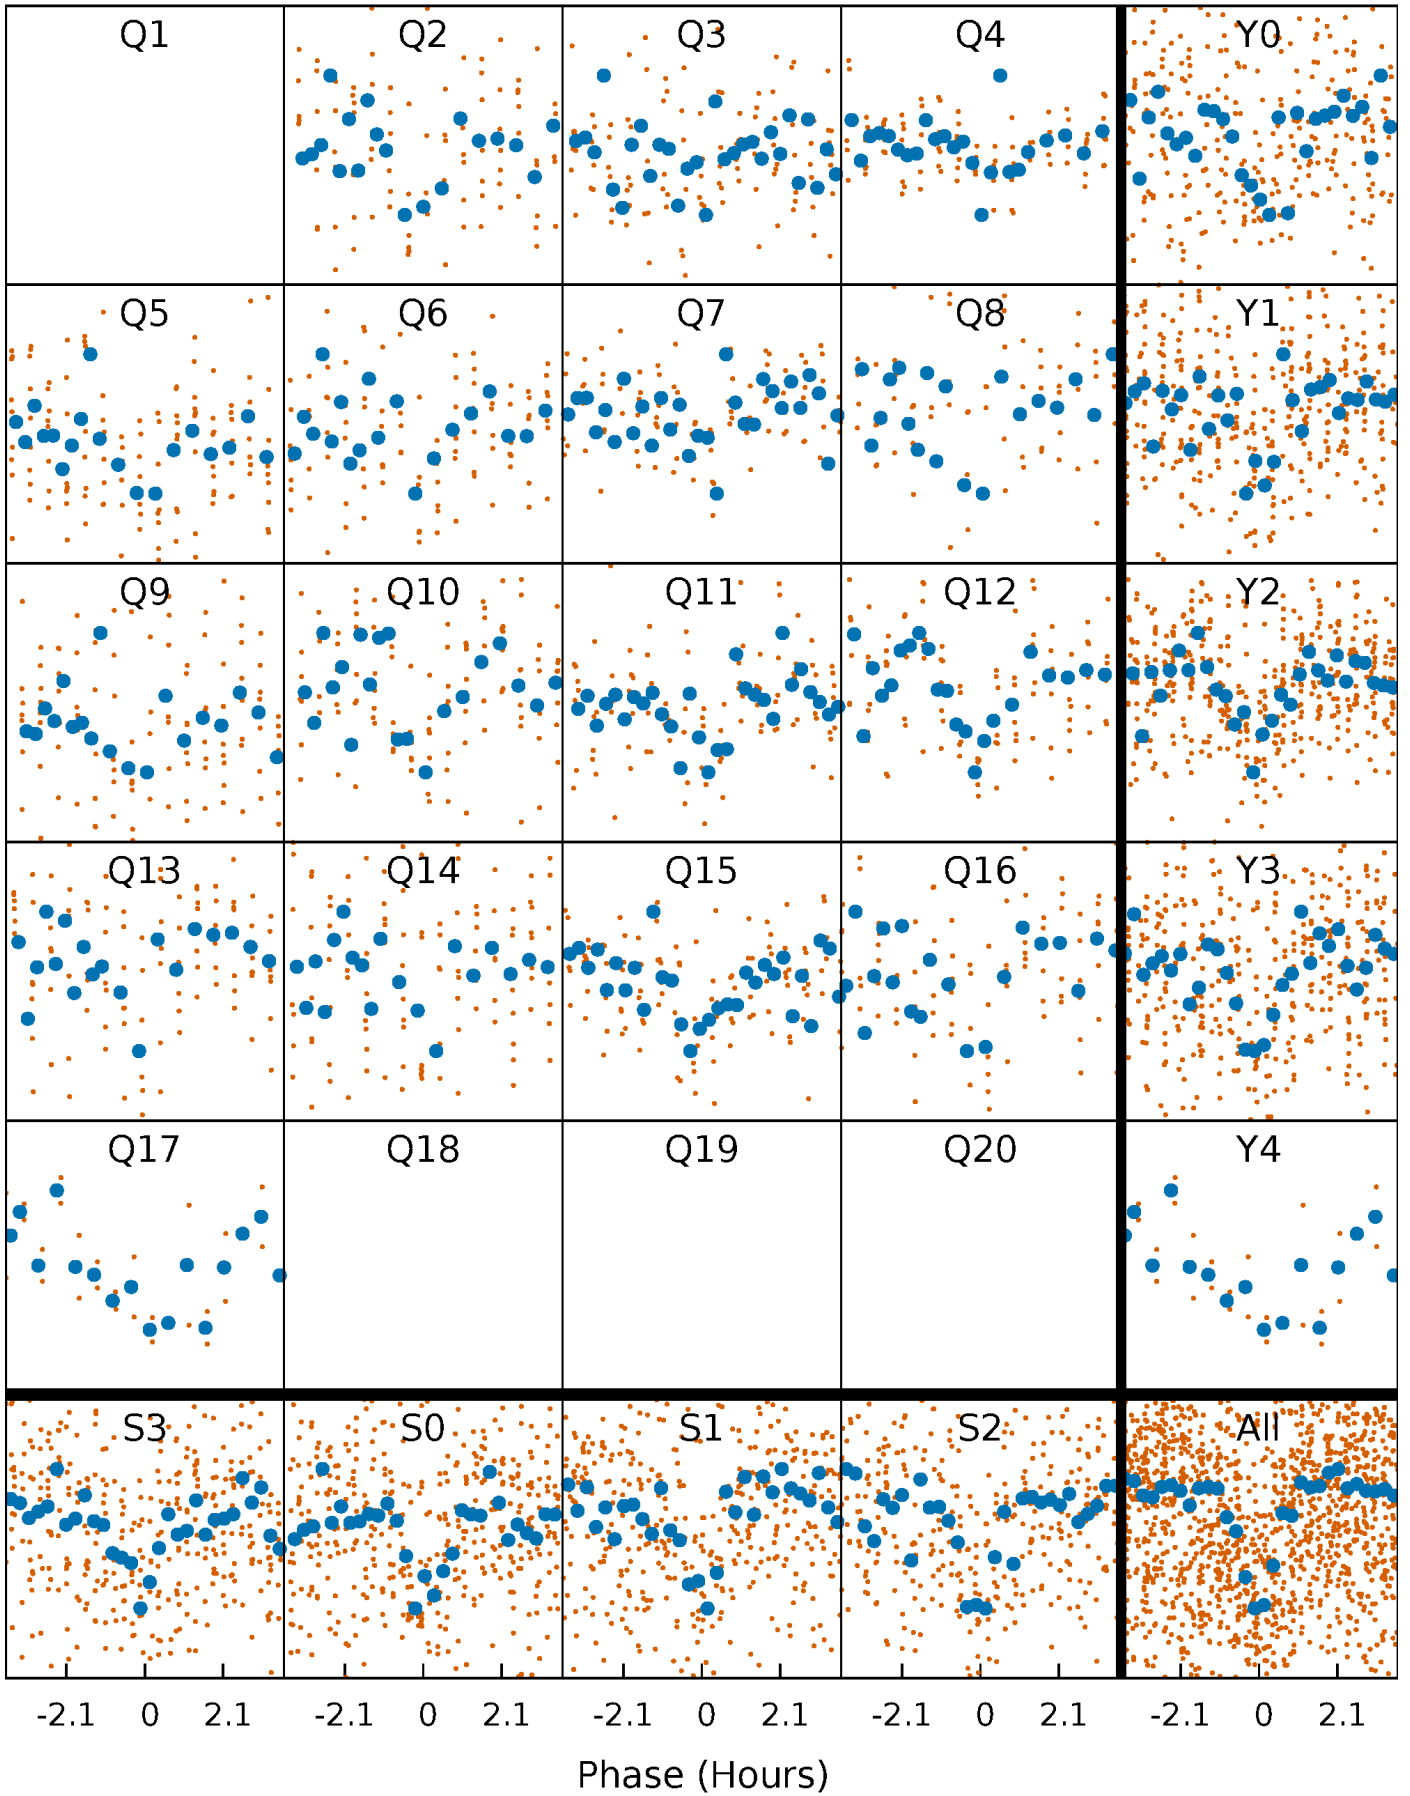 Q1 Q2 Q3 Q4 Y0
Q5 Q6 Q7 Q8 Y1
Q9 Q10 Q11 Q12 Y2
Q13 Q14 Q15 Q16 Y3
Q17 Q18 Q19 Q20 Y4
S3 S0 S1 S2 All
-2.1 0 2.1 -2.1 0 2.1 -2.1 0 2.1 -2.1 0 2.1 -2.1 0 2.1
Phase (Hours)